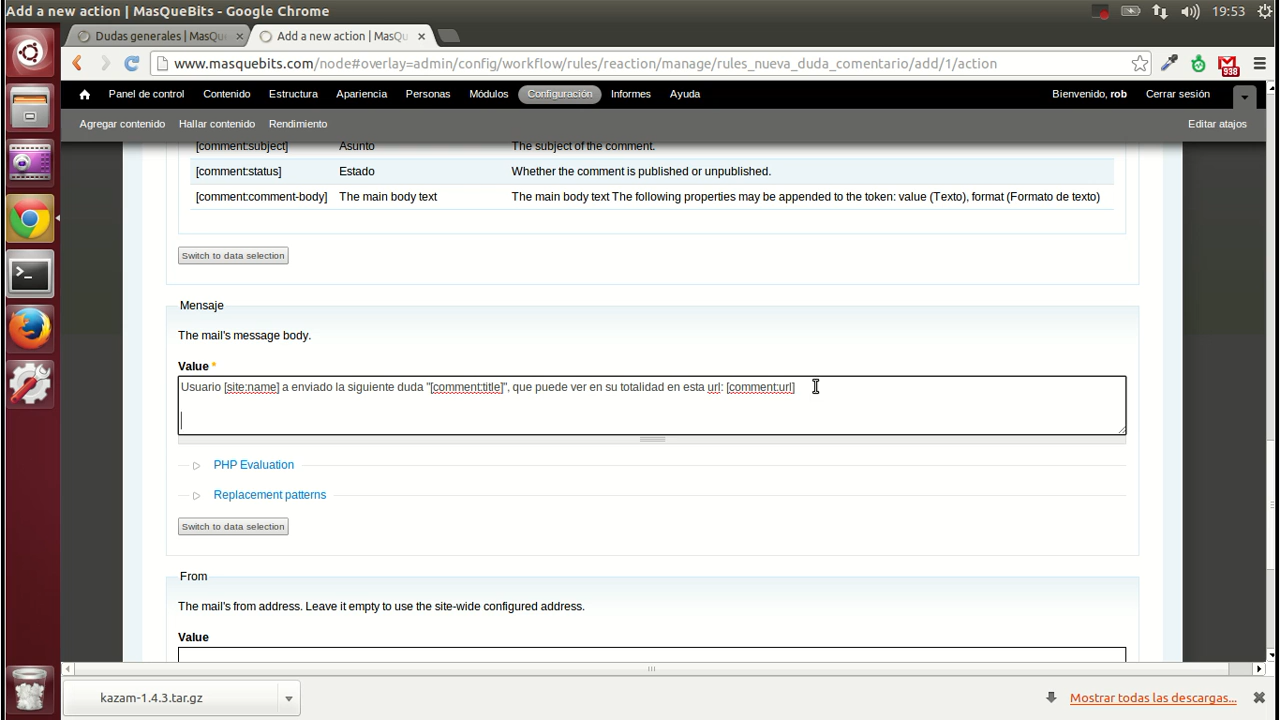 Add a new action | MasQueBits - Google Chrome
19:53
Dudas generales | MasQu
Add a new action | MasQu
www.masquebits.com/node#overlay=admin/config/workflow/rules/reaction/manage/rules_nueva_duda_comentario/add/1/action
938
Panel de control Contenido Estructura Apariencia Personas Módulos Configuración Informes Ayuda Bienvenido, rob Cerrar sesión
Agregar contenido Hallar contenido Rendimiento Editar atajos
[comment:subject] Asunto The subject of the comment.
[comment:status] Estado Whether the comment is published or unpublished.
[comment:comment-body] The main body text The main body text The following properties may be appended to the token: value (Texto), format (Formato de texto)
Switch to data selection
Mensaje
The mail's message body.
Value *
Usuario [site:name] a enviado la siguiente duda "[comment:title]", que puede ver en su totalidad en esta url: [comment:url]
PHP Evaluation
Replacement patterns
Switch to data selection
From
The mail's from address. Leave it empty to use the site-wide configured address.
Value
kazam-1.4.3.tar.gz
Mostrar todas las descargas...